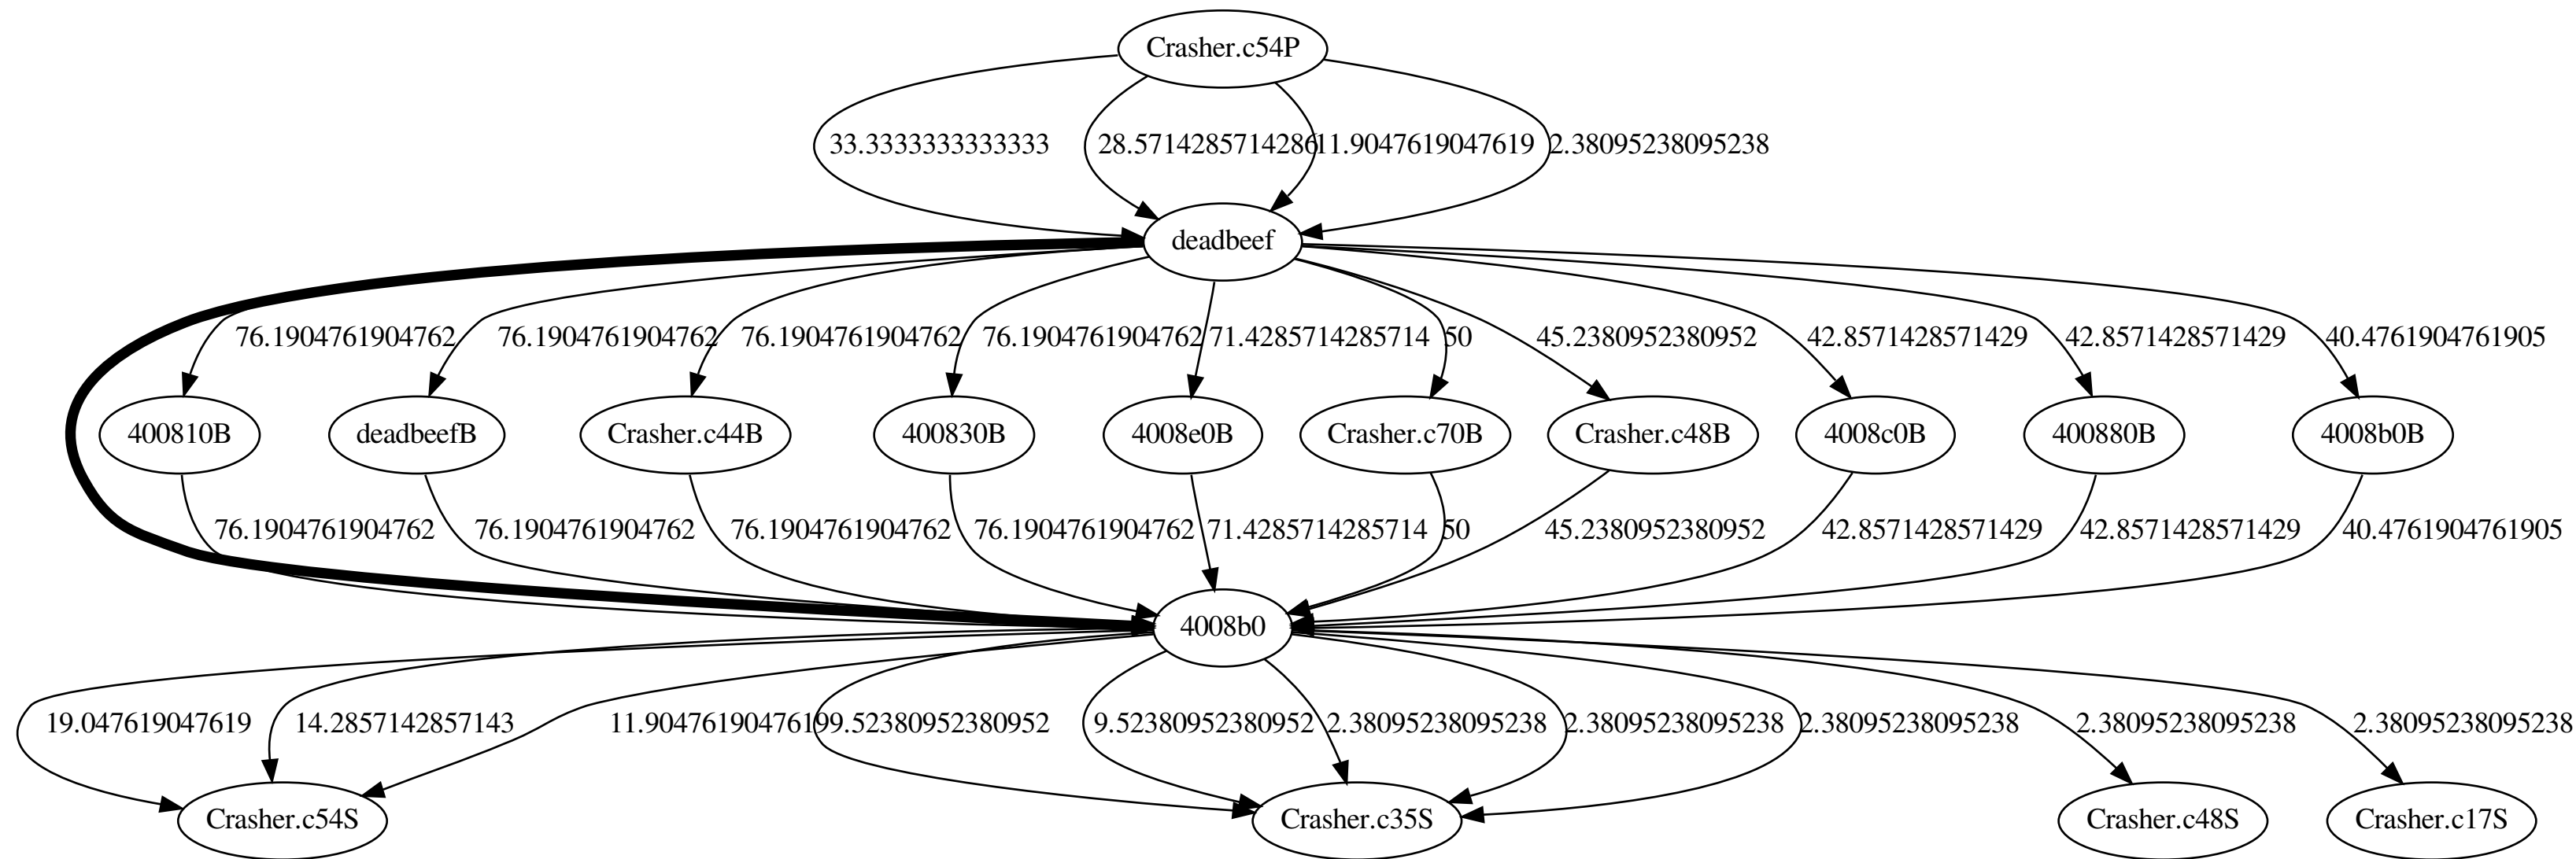 Crasher.c54P
33.3333333333333 28.5714285714286 11.9047619047619 2.38095238095238
deadbeef
76.1904761904762 76.1904761904762 76.1904761904762 76.1904761904762 71.4285714285714 50 45.2380952380952 42.8571428571429 42.8571428571429 40.4761904761905
400810B deadbeefB Crasher.c44B 400830B 4008e0B Crasher.c70B Crasher.c48B 4008c0B 400880B 4008b0B
76.1904761904762 76.1904761904762 76.1904761904762 76.1904761904762 71.4285714285714 50 45.2380952380952 42.8571428571429 42.8571428571429 40.4761904761905
4008b0
19.047619047619 14.2857142857143 11.9047619047619 9.52380952380952 9.52380952380952 2.38095238095238 2.38095238095238 2.38095238095238 2.38095238095238 2.38095238095238
Crasher.c54S Crasher.c35S Crasher.c48S Crasher.c17S